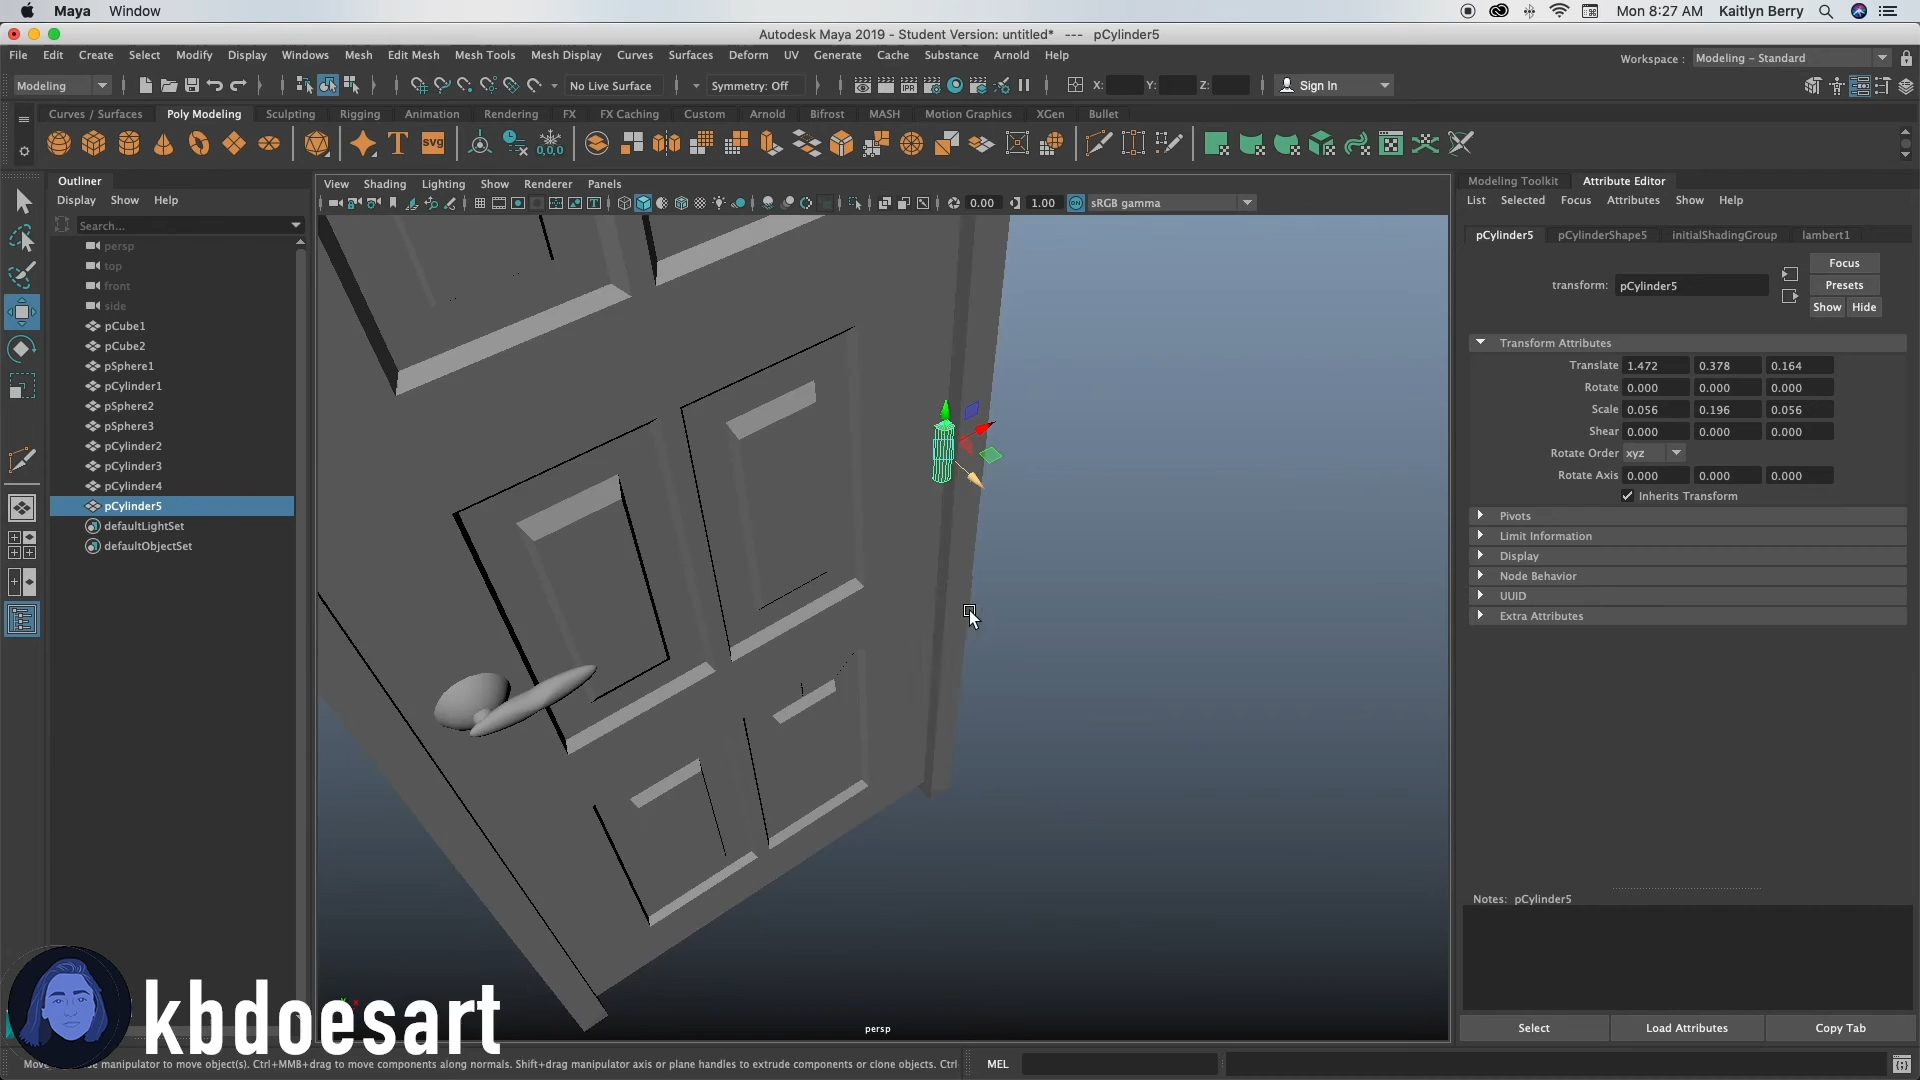 Maya Window Mon 8:27 AM Kaitlyn Berry
Autodesk Maya 2019 - Student Version: untitled* --- pCylinder5
File Edit Create Select Modify Display Windows Mesh Edit Mesh Mesh Tools Mesh Display Curves Surfaces Deform UV Generate Cache Substance Arnold Help Workspace : Modeling - Standard
Modeling No Live Surface Symmetry: Off X: Y: Z: Sign In
Curves / Surfaces Poly Modeling Sculpting Rigging Animation Rendering FX FX Caching Custom Arnold Bifrost MASH Motion Graphics XGen Bullet
T SVG 0,0,0
Outliner
Display Show Help
Search...
persp
top
front
side
pCube1
pCube2
pSphere1
pCylinder1
pSphere2
pSphere3
pCylinder2
pCylinder3
pCylinder4
pCylinder5
defaultLightSet
defaultObjectSet
View Shading Lighting Show Renderer Panels
0.00 1.00 ON sRGB gamma
persp
Modeling Toolkit Attribute Editor
List Selected Focus Attributes Show Help
pCylinder5 pCylinderShape5 initialShadingGroup lambert1
transform: pCylinder5
Focus
Presets
Show Hide
Transform Attributes
Translate 1.472 0.378 0.164
Rotate 0.000 0.000 0.000
Scale 0.056 0.196 0.056
Shear 0.000 0.000 0.000
Rotate Order xyz
Rotate Axis 0.000 0.000 0.000
Inherits Transform
Pivots
Limit Information
Display
Node Behavior
UUID
Extra Attributes
Notes: pCylinder5
Select Load Attributes Copy Tab
kbdoesart
manipulator to move object(s). Ctrl+MMB+drag to move components along normals. Shift+drag manipulator axis or plane handles to extrude components or clone objects. Ctrl
MEL